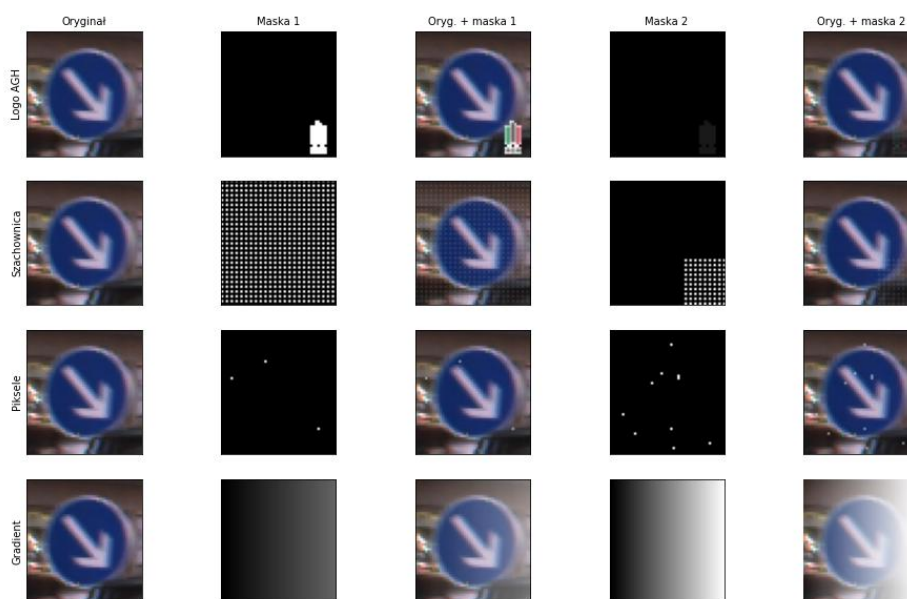 Oryginał
Maska 1
Oryg. + maska 1
Maska 2
Oryg. + maska 2
Logo AGH
Szachownica
Piksele
Gradient